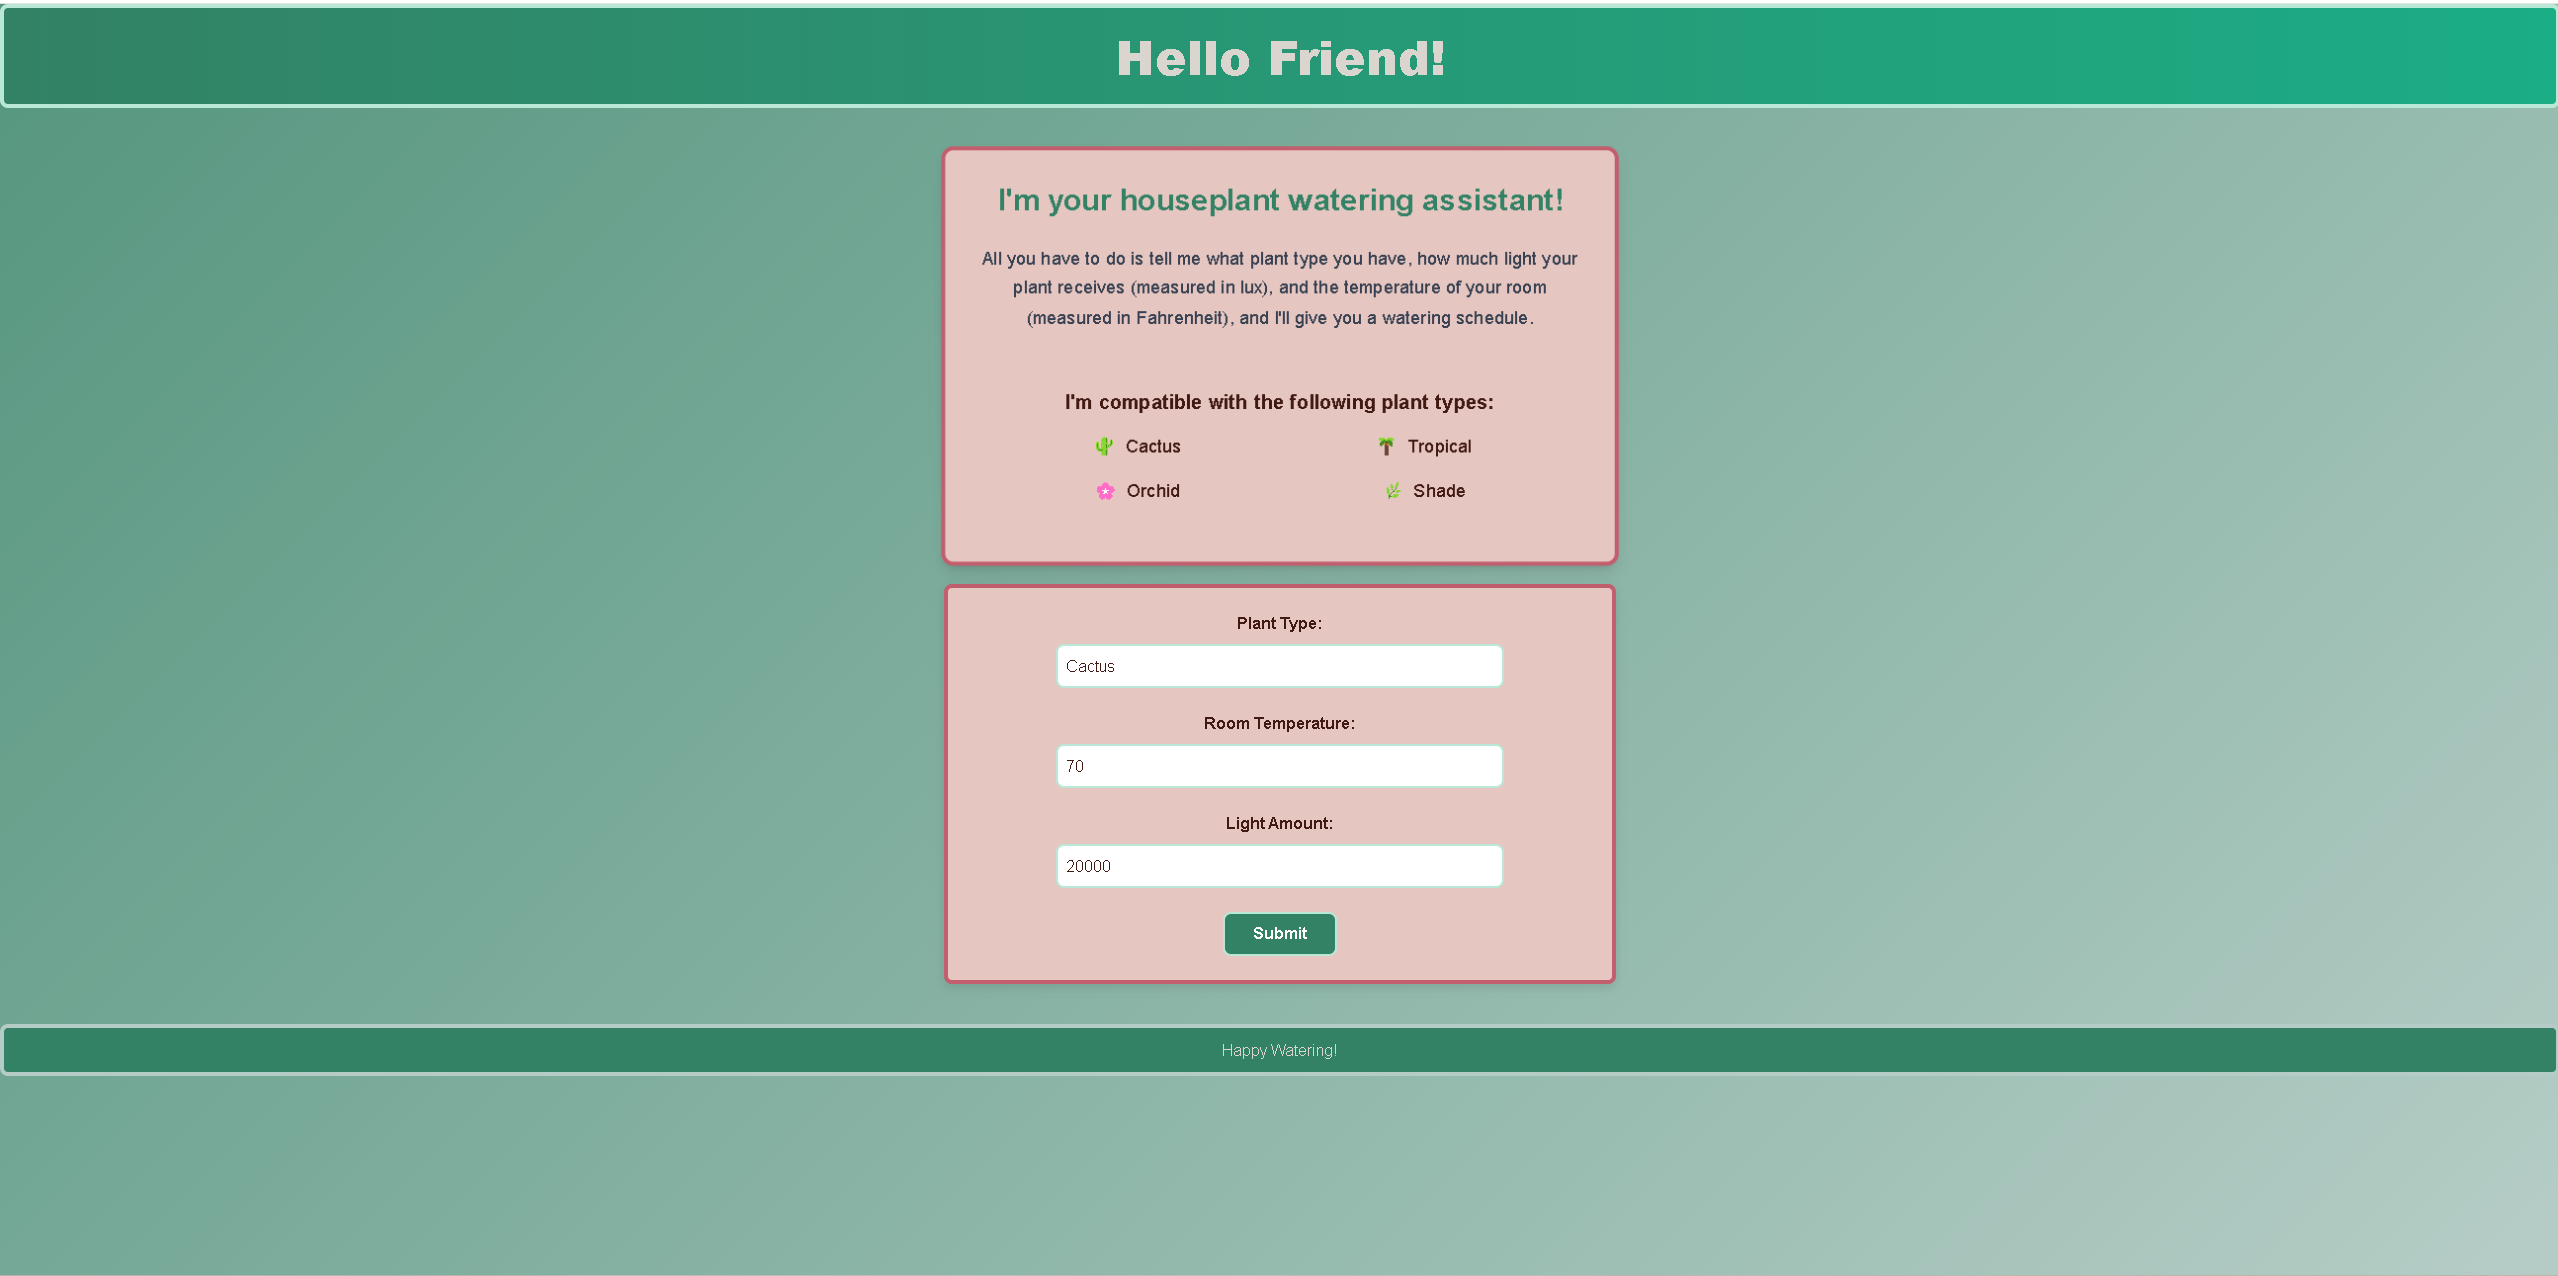 Hello Friend!
I'm your houseplant watering assistant!
All you have to do is tell me what plant type you have, how much light your
plant receives (measured in lux), and the temperature of your room
(measured in Fahrenheit), and I'll give you a watering schedule.
I'm compatible with the following plant types:
Cactus Tropical
Orchid Shade
Plant Type:
Cactus
Room Temperature:
70
Light Amount:
20000
Submit
Happy Watering!